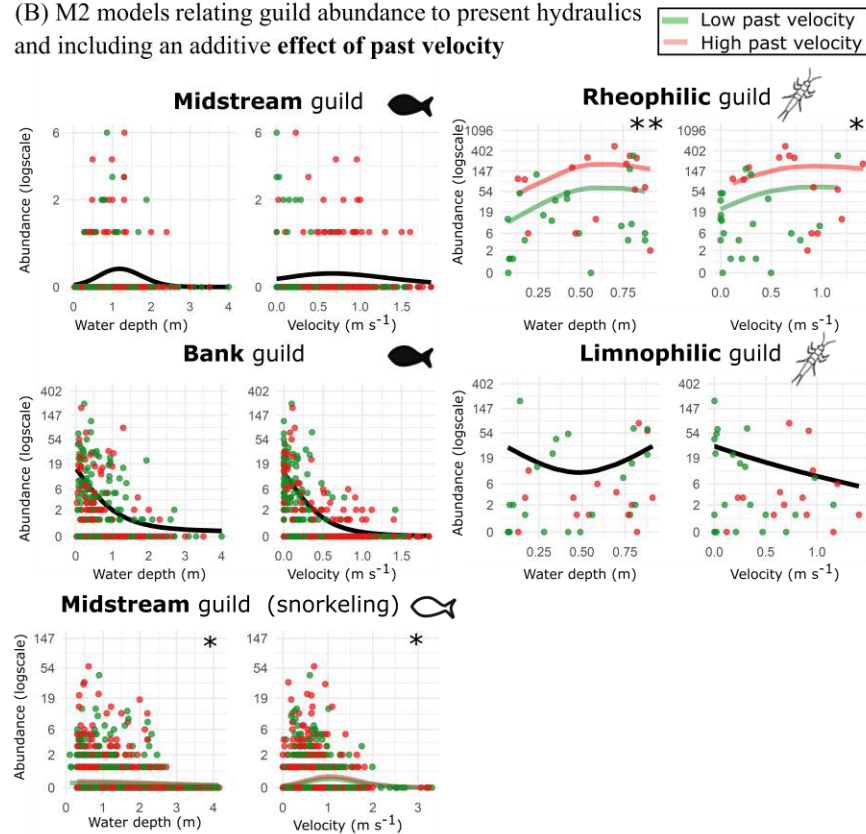 (B) M2 models relating guild abundance to present hydraulics
and including an additive effect of past velocity
Low past velocity
High past velocity
Midstream guild
Abundance (logscale)
6
2
0
0 1 2 3 4
Water depth (m)
6
2
0
0.0 0.5 1.0 1.5
Velocity (m s⁻¹)
Rheophilic guild
**
Abundance (logscale)
1096
402
147
54
19
6
2
0
0.25 0.50 0.75
Water depth (m)
*
1096
402
147
54
19
6
2
0
0.0 0.5 1.0
Velocity (m s⁻¹)
Bank guild
Abundance (logscale)
402
147
54
19
6
2
0
0 1 2 3 4
Water depth (m)
402
147
54
19
6
2
0
0.0 0.5 1.0 1.5
Velocity (m s⁻¹)
Limnophilic guild
Abundance (logscale)
402
147
54
19
6
2
0
0.25 0.50 0.75
Water depth (m)
402
147
54
19
6
2
0
0.0 0.5 1.0
Velocity (m s⁻¹)
Midstream guild (snorkeling)
Abundance (logscale)
*
147
54
19
6
2
0
0 1 2 3 4
Water depth (m)
*
147
54
19
6
2
0
0 1 2 3
Velocity (m s⁻¹)